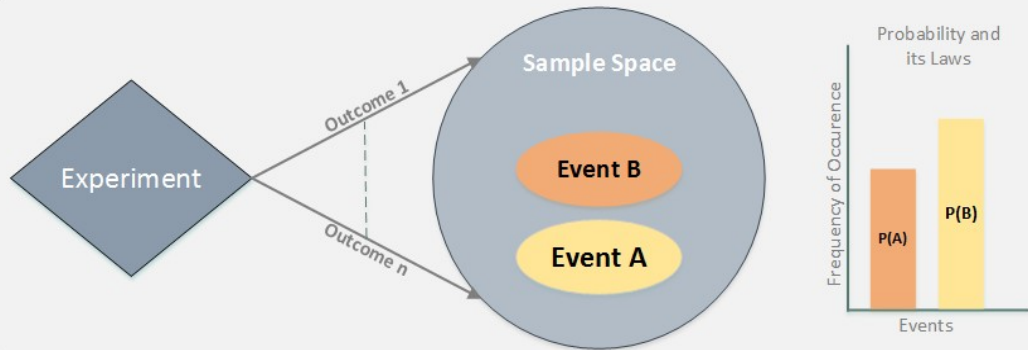 Experiment
Outcome 1
Outcome n
Sample Space
Event B
Event A
Probability and
its Laws
Frequency of Occurence
P(A)
P(B)
Events